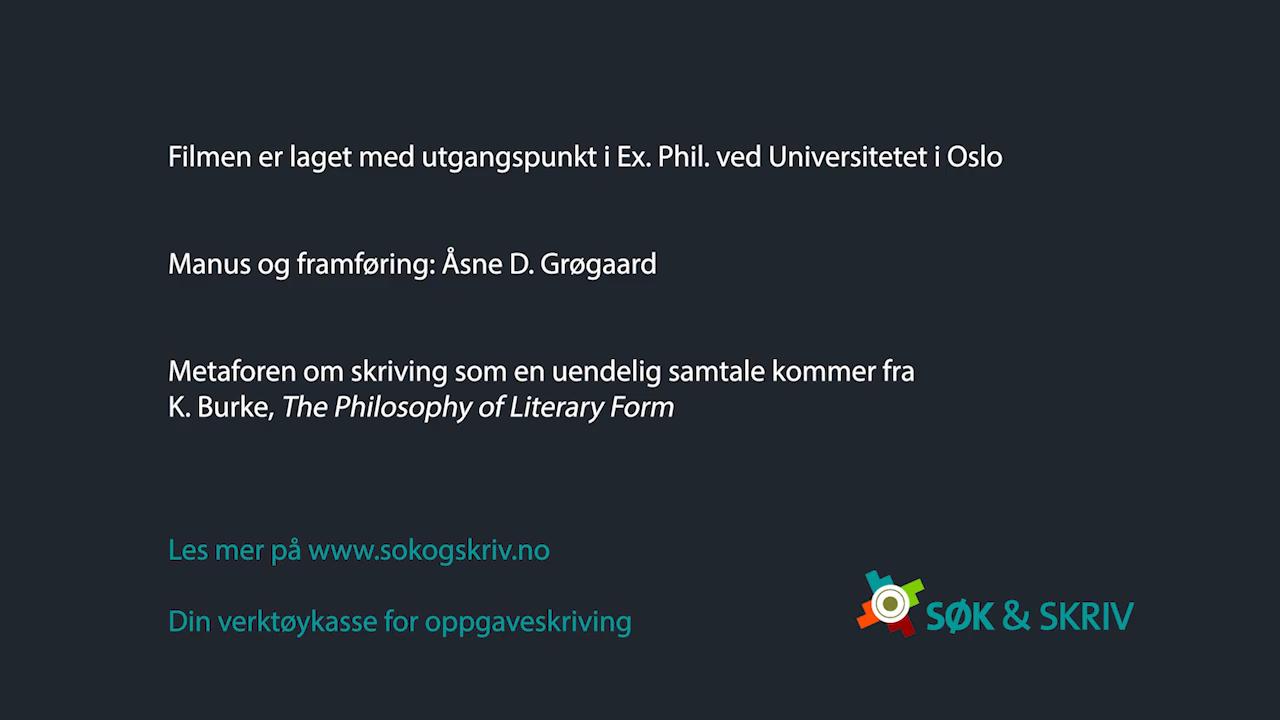 Filmen er laget med utgangspunkt i Ex. Phil. ved Universitetet i Oslo
Manus og framføring: Åsne D. Grøgaard
Metaforen om skriving som en uendelig samtale kommer fra
K. Burke, The Philosophy of Literary Form
Les mer på www.sokogskriv.no
Din verktøykasse for oppgaveskriving
SØK & SKRIV